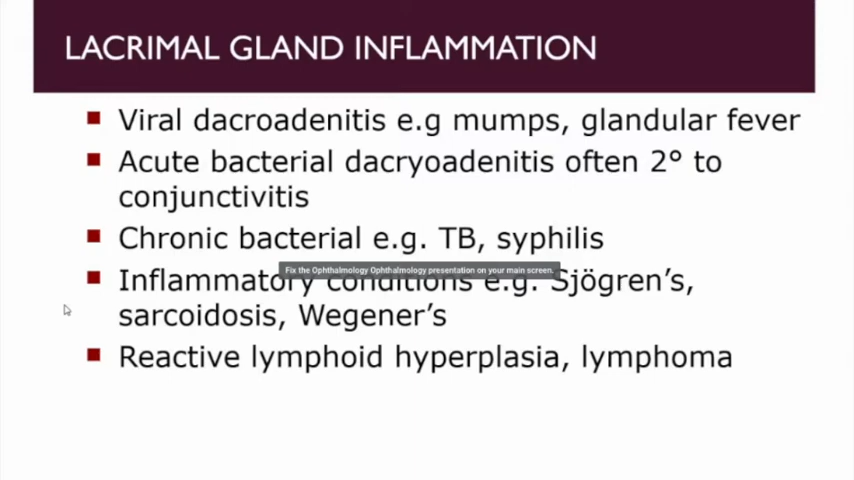 LACRIMAL GLAND INFLAMMATION
Viral dacroadenitis e.g mumps, glandular fever
Acute bacterial dacryoadenitis often 2° to
conjunctivitis
Chronic bacterial e.g. TB, syphilis
Fix the Ophthalmology Ophthalmology presentation on your main screen.
Inflammatory conditions e.g. Sjögren’s,
sarcoidosis, Wegener’s
Reactive lymphoid hyperplasia, lymphoma